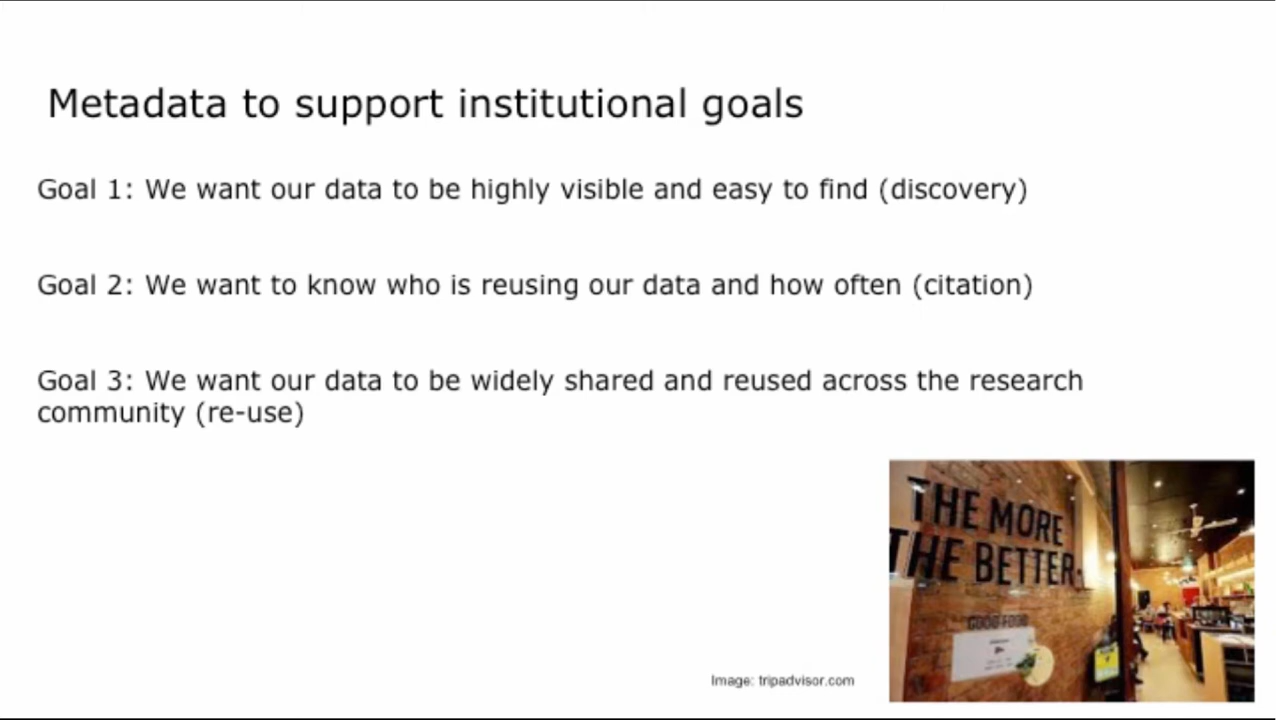 Metadata to support institutional goals
Goal 1: We want our data to be highly visible and easy to find (discovery)
Goal 2: We want to know who is reusing our data and how often (citation)
Goal 3: We want our data to be widely shared and reused across the research
community (re-use)
THE MORE
THE BETTER.
GOOD FOOD
Image: tripadvisor.com